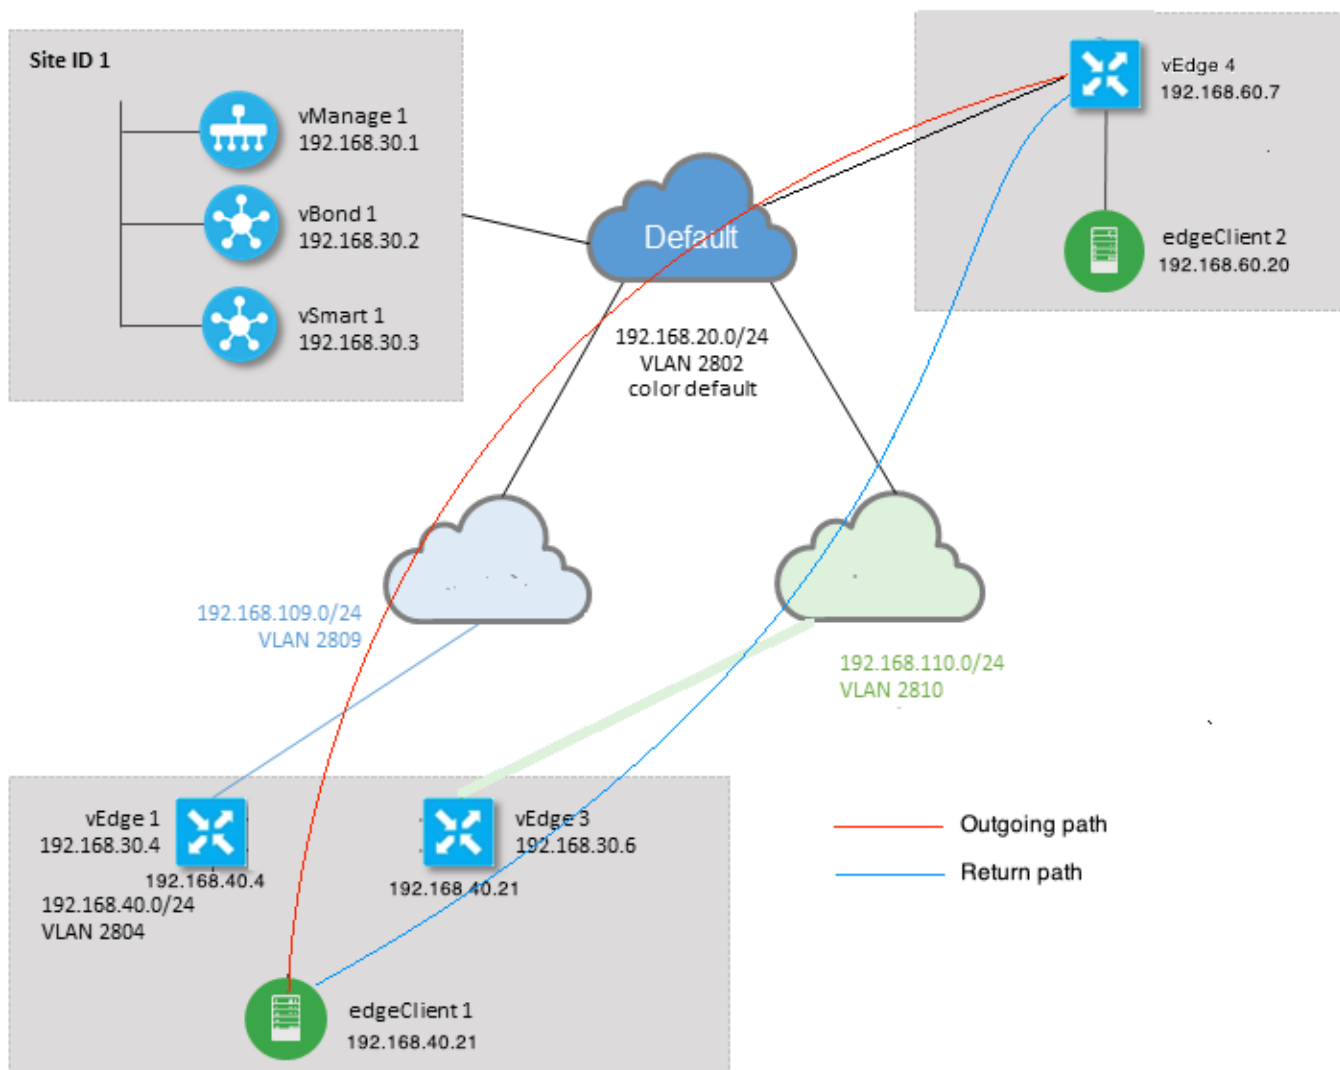 Site ID 1
vManage 1
192.168.30.1
vBond 1
192.168.30.2
vSmart 1
192.168.30.3
vEdge 4
192.168.60.7
edgeClient 2
192.168.60.20
Default
192.168.20.0/24
VLAN 2802
color default
192.168.109.0/24
VLAN 2809
192.168.110.0/24
VLAN 2810
vEdge 1
192.168.30.4
192.168.40.4
192.168.40.0/24
VLAN 2804
vEdge 3
192.168.30.6
192.168.40.21
edgeClient 1
192.168.40.21
Outgoing path
Return path